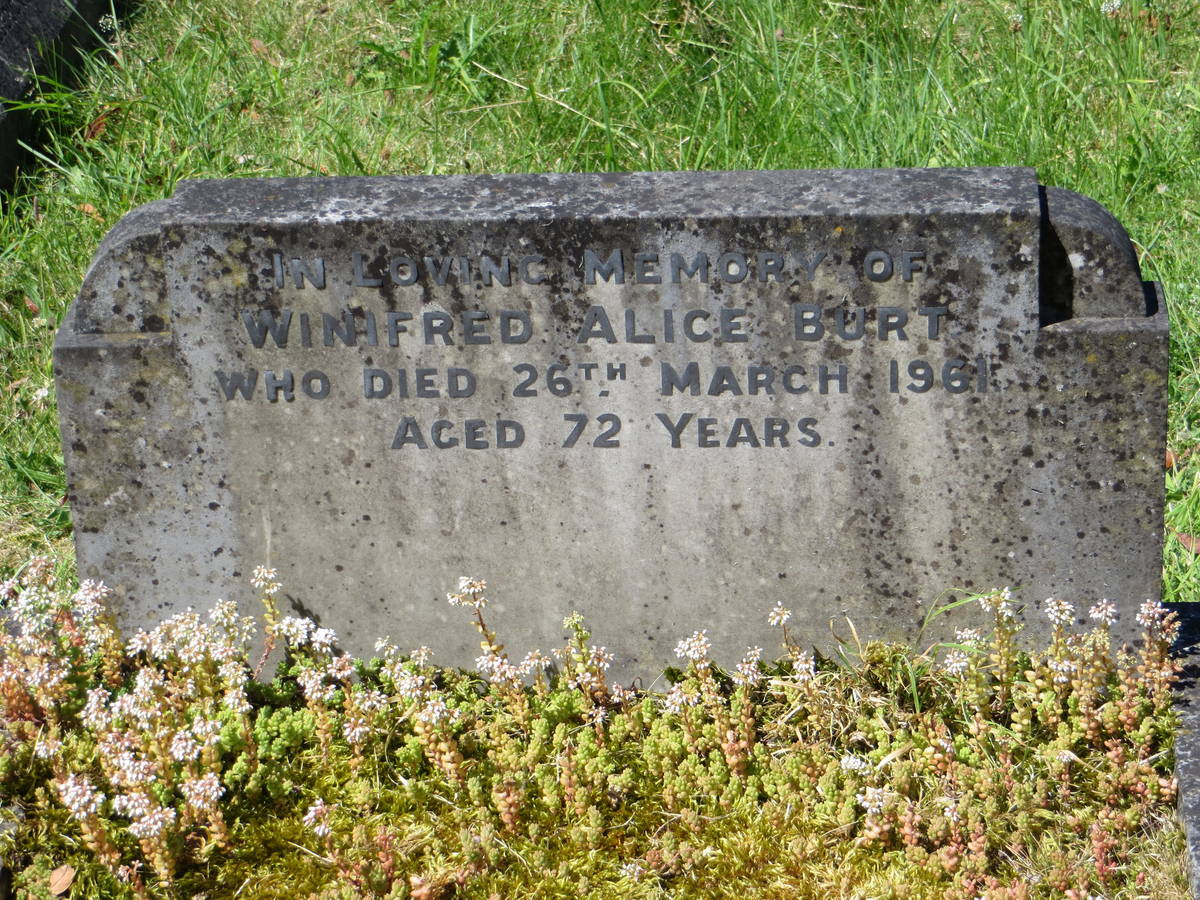 In Loving Memory of
Winifred Alice Burt
who died 26th March 1961
Aged 72 Years.